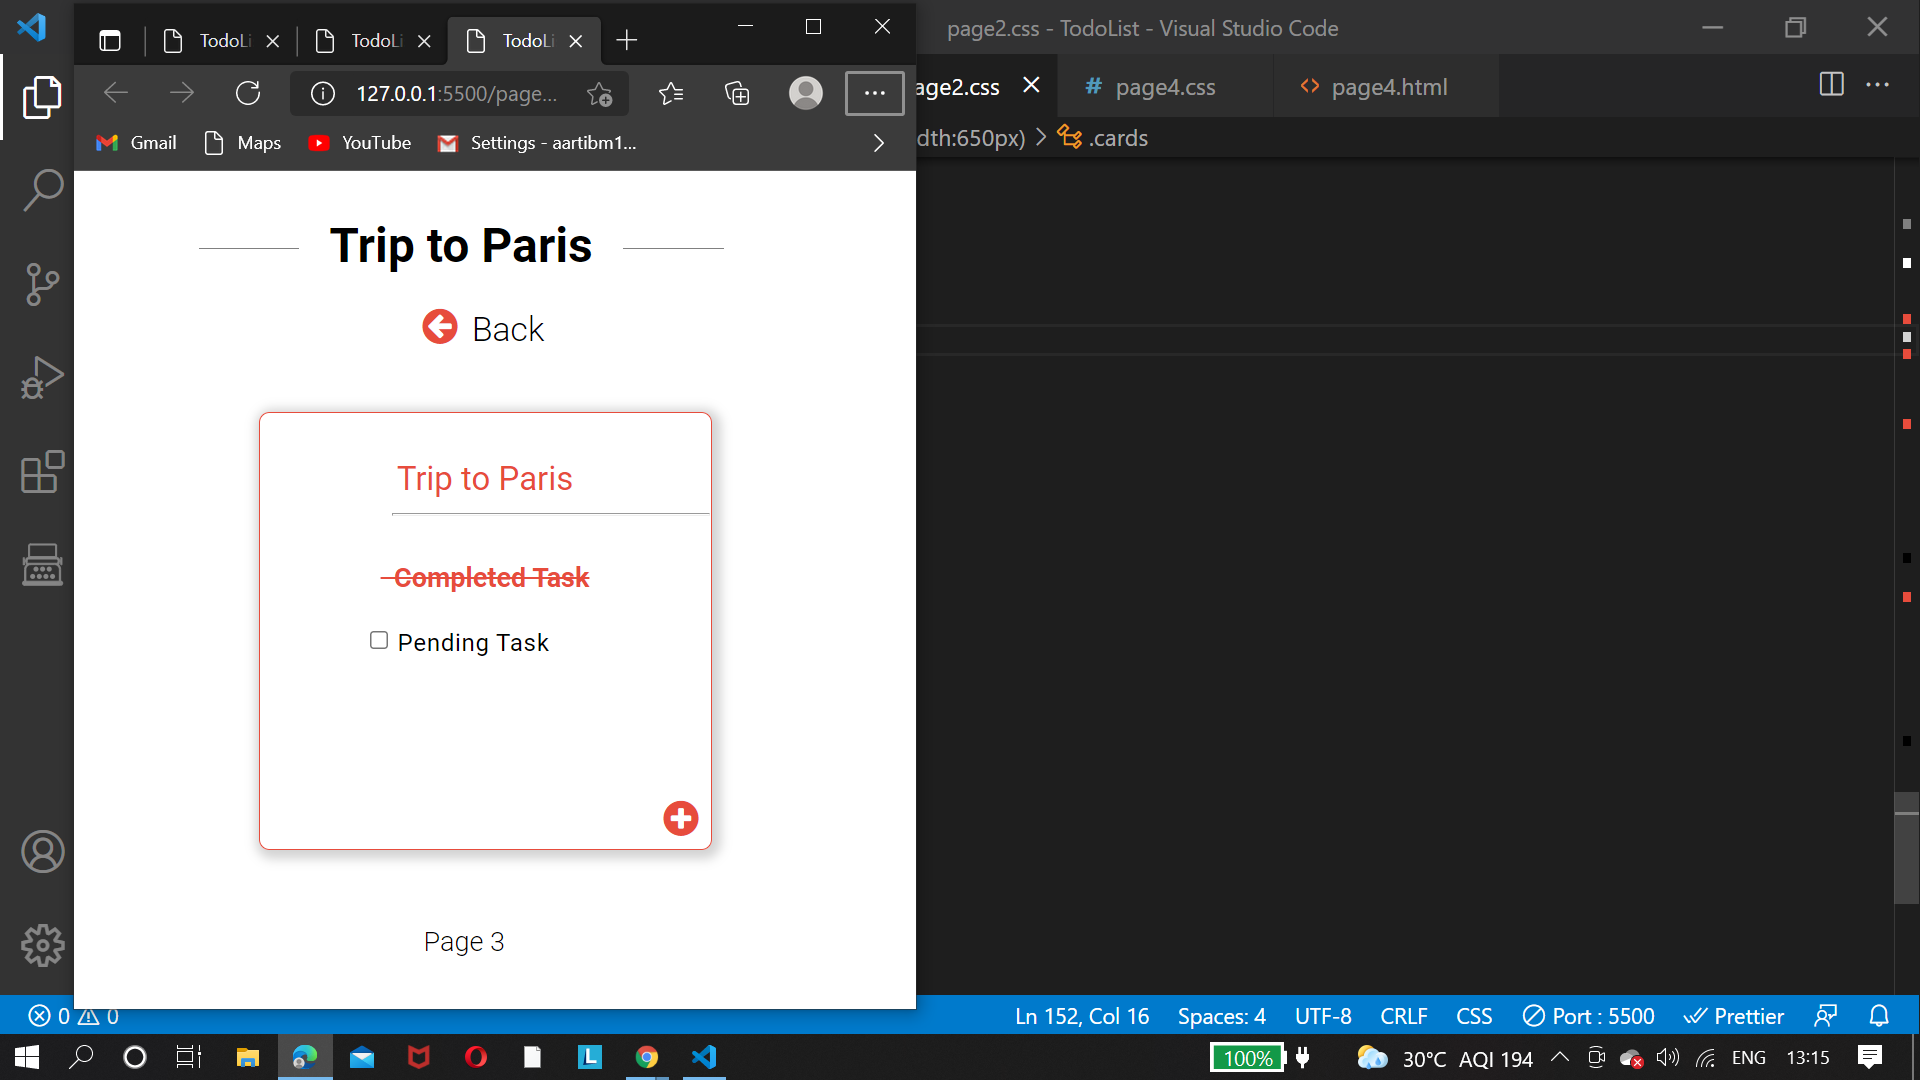 TodoLi
TodoLi
TodoLi
page2.css - TodoList - Visual Studio Code
127.0.0.1:5500/page...
age2.css
# page4.css
<> page4.html
Gmail
Maps
YouTube
Settings - aartibm1...
dth:650px) > .cards
Trip to Paris
Back
Trip to Paris
Completed Task
Pending Task
Page 3
0
0
Ln 152, Col 16
Spaces: 4
UTF-8
CRLF
CSS
Port : 5500
Prettier
L
100%
30°C AQI 194
ENG
13:15